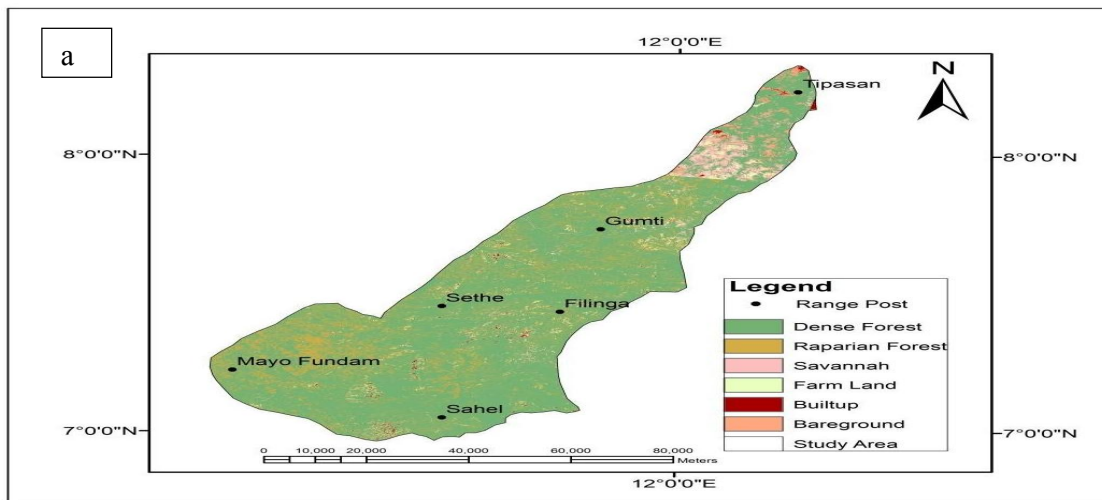 a
12°0'0"E
N
Tipasan
8°0'0"N
8°0'0"N
Gumti
Sethe
Filinga
Mayo Fundam
Sahel
Legend
Range Post
Dense Forest
Raparian Forest
Savannah
Farm Land
Builtup
Bareground
Study Area
7°0'0"N
7°0'0"N
0 10,000 20,000 40,000 60,000 80,000
Meters
12°0'0"E